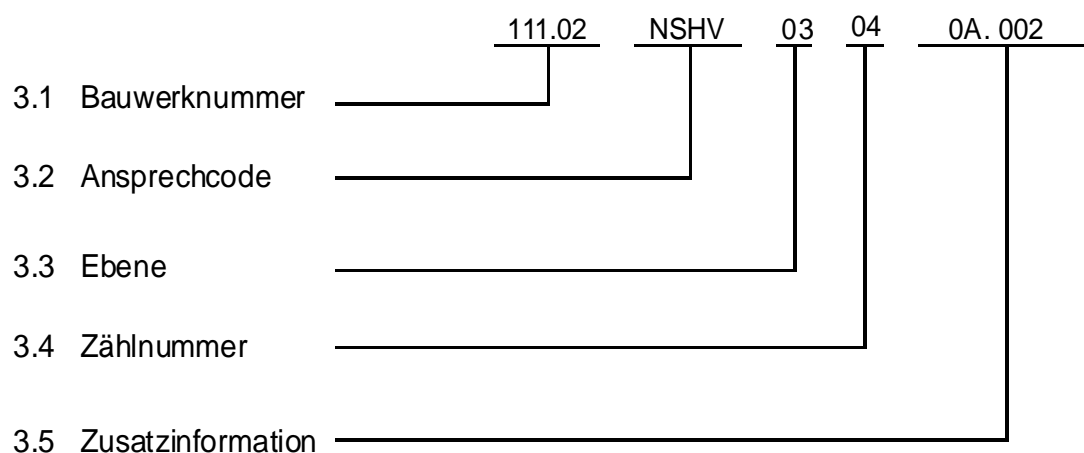 111.02 NSHV 03 04 0A. 002
3.1 Bauwerknummer
3.2 Ansprechcode
3.3 Ebene
3.4 Zählnummer
3.5 Zusatzinformation